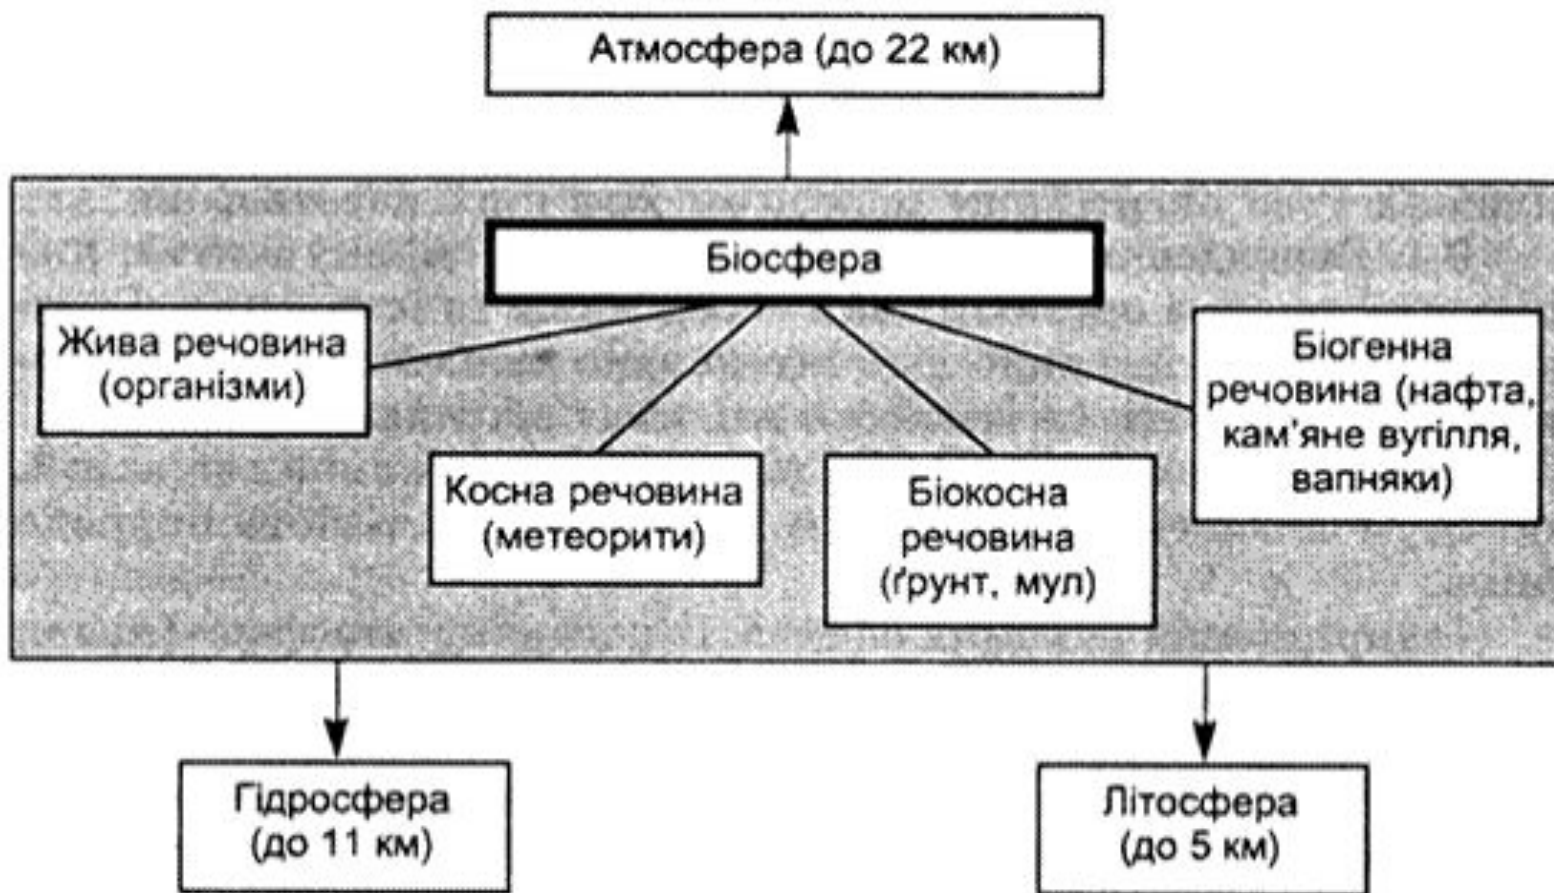 Атмосфера (до 22 км)
Біосфера
Жива речовина
(організми)
Косна речовина
(метеорити)
Біокосна
речовина
(ґрунт, мул)
Біогенна
речовина (нафта,
кам’яне вугілля,
вапняки)
Гідросфера
(до 11 км)
Літосфера
(до 5 км)